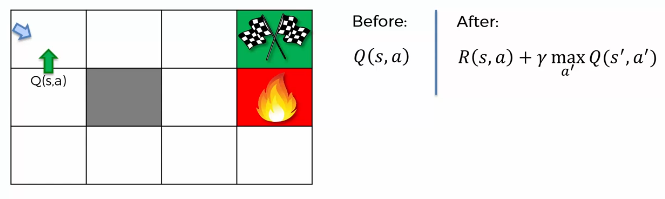 Before:
After:
Q(s, a)
R(s, a) + γ max Q(s′, a′)
a′
Q(s,a)